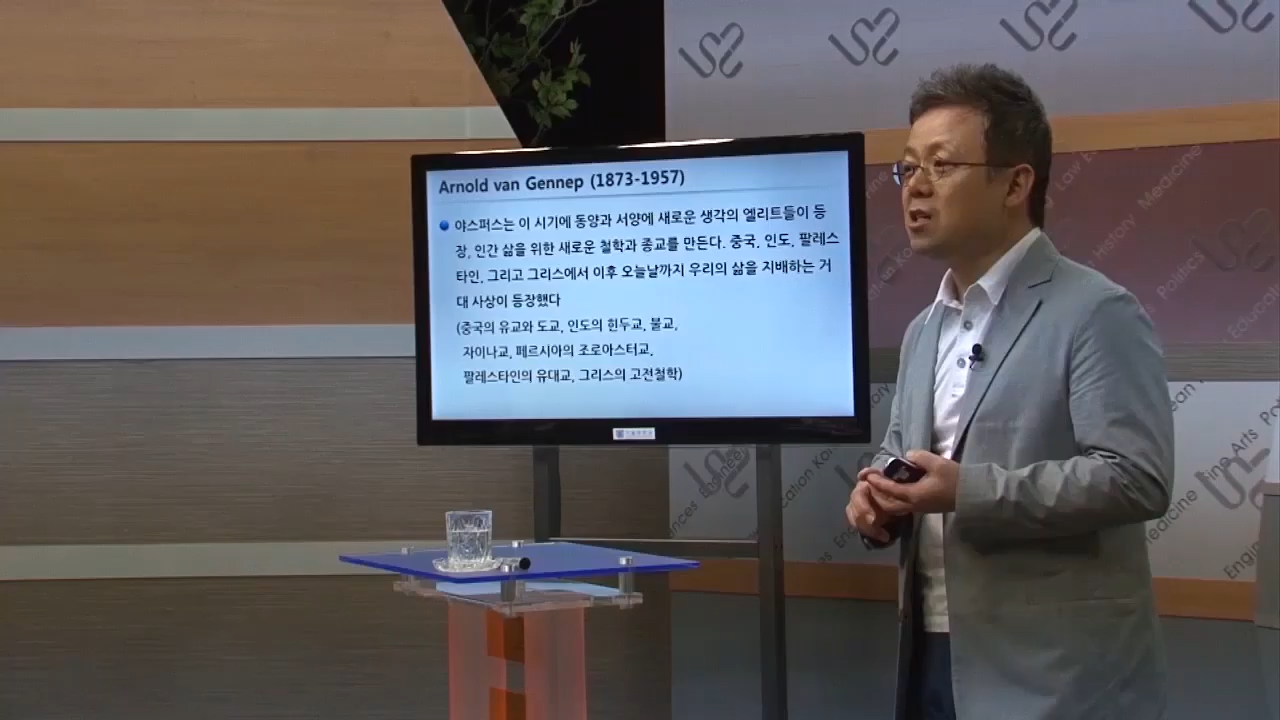 Arnold van Gennep (1873-1957)
야스퍼스는 이 시기에 동양과 서양에 새로운 생각의 엘리트들이 등
장, 인간 삶을 위한 새로운 철학과 종교를 만든다. 중국, 인도, 팔레스
타인, 그리고 그리스에서 이후 오늘날까지 우리의 삶을 지배하는 거
대 사상이 등장했다
(중국의 유교와 도교, 인도의 힌두교, 불교,
자이나교, 페르시아의 조로아스터교,
팔레스타인의 유대교, 그리스의 고전철학)
Medicine
History
Politics
Law
Fine Arts
Medicine